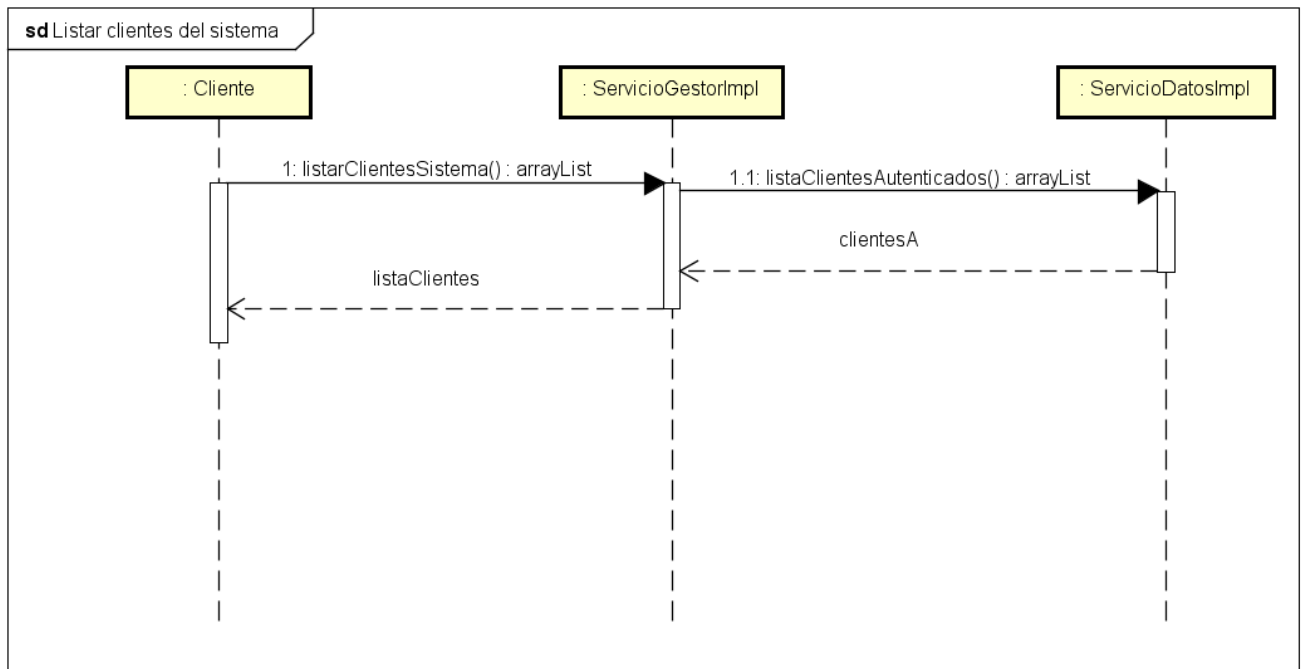 sd Listar clientes del sistema
: Cliente
: ServicioGestorImpl
: ServicioDatosImpl
1: listarClientesSistema() : arrayList
1.1: listaClientesAutenticados() : arrayList
clientesA
listaClientes